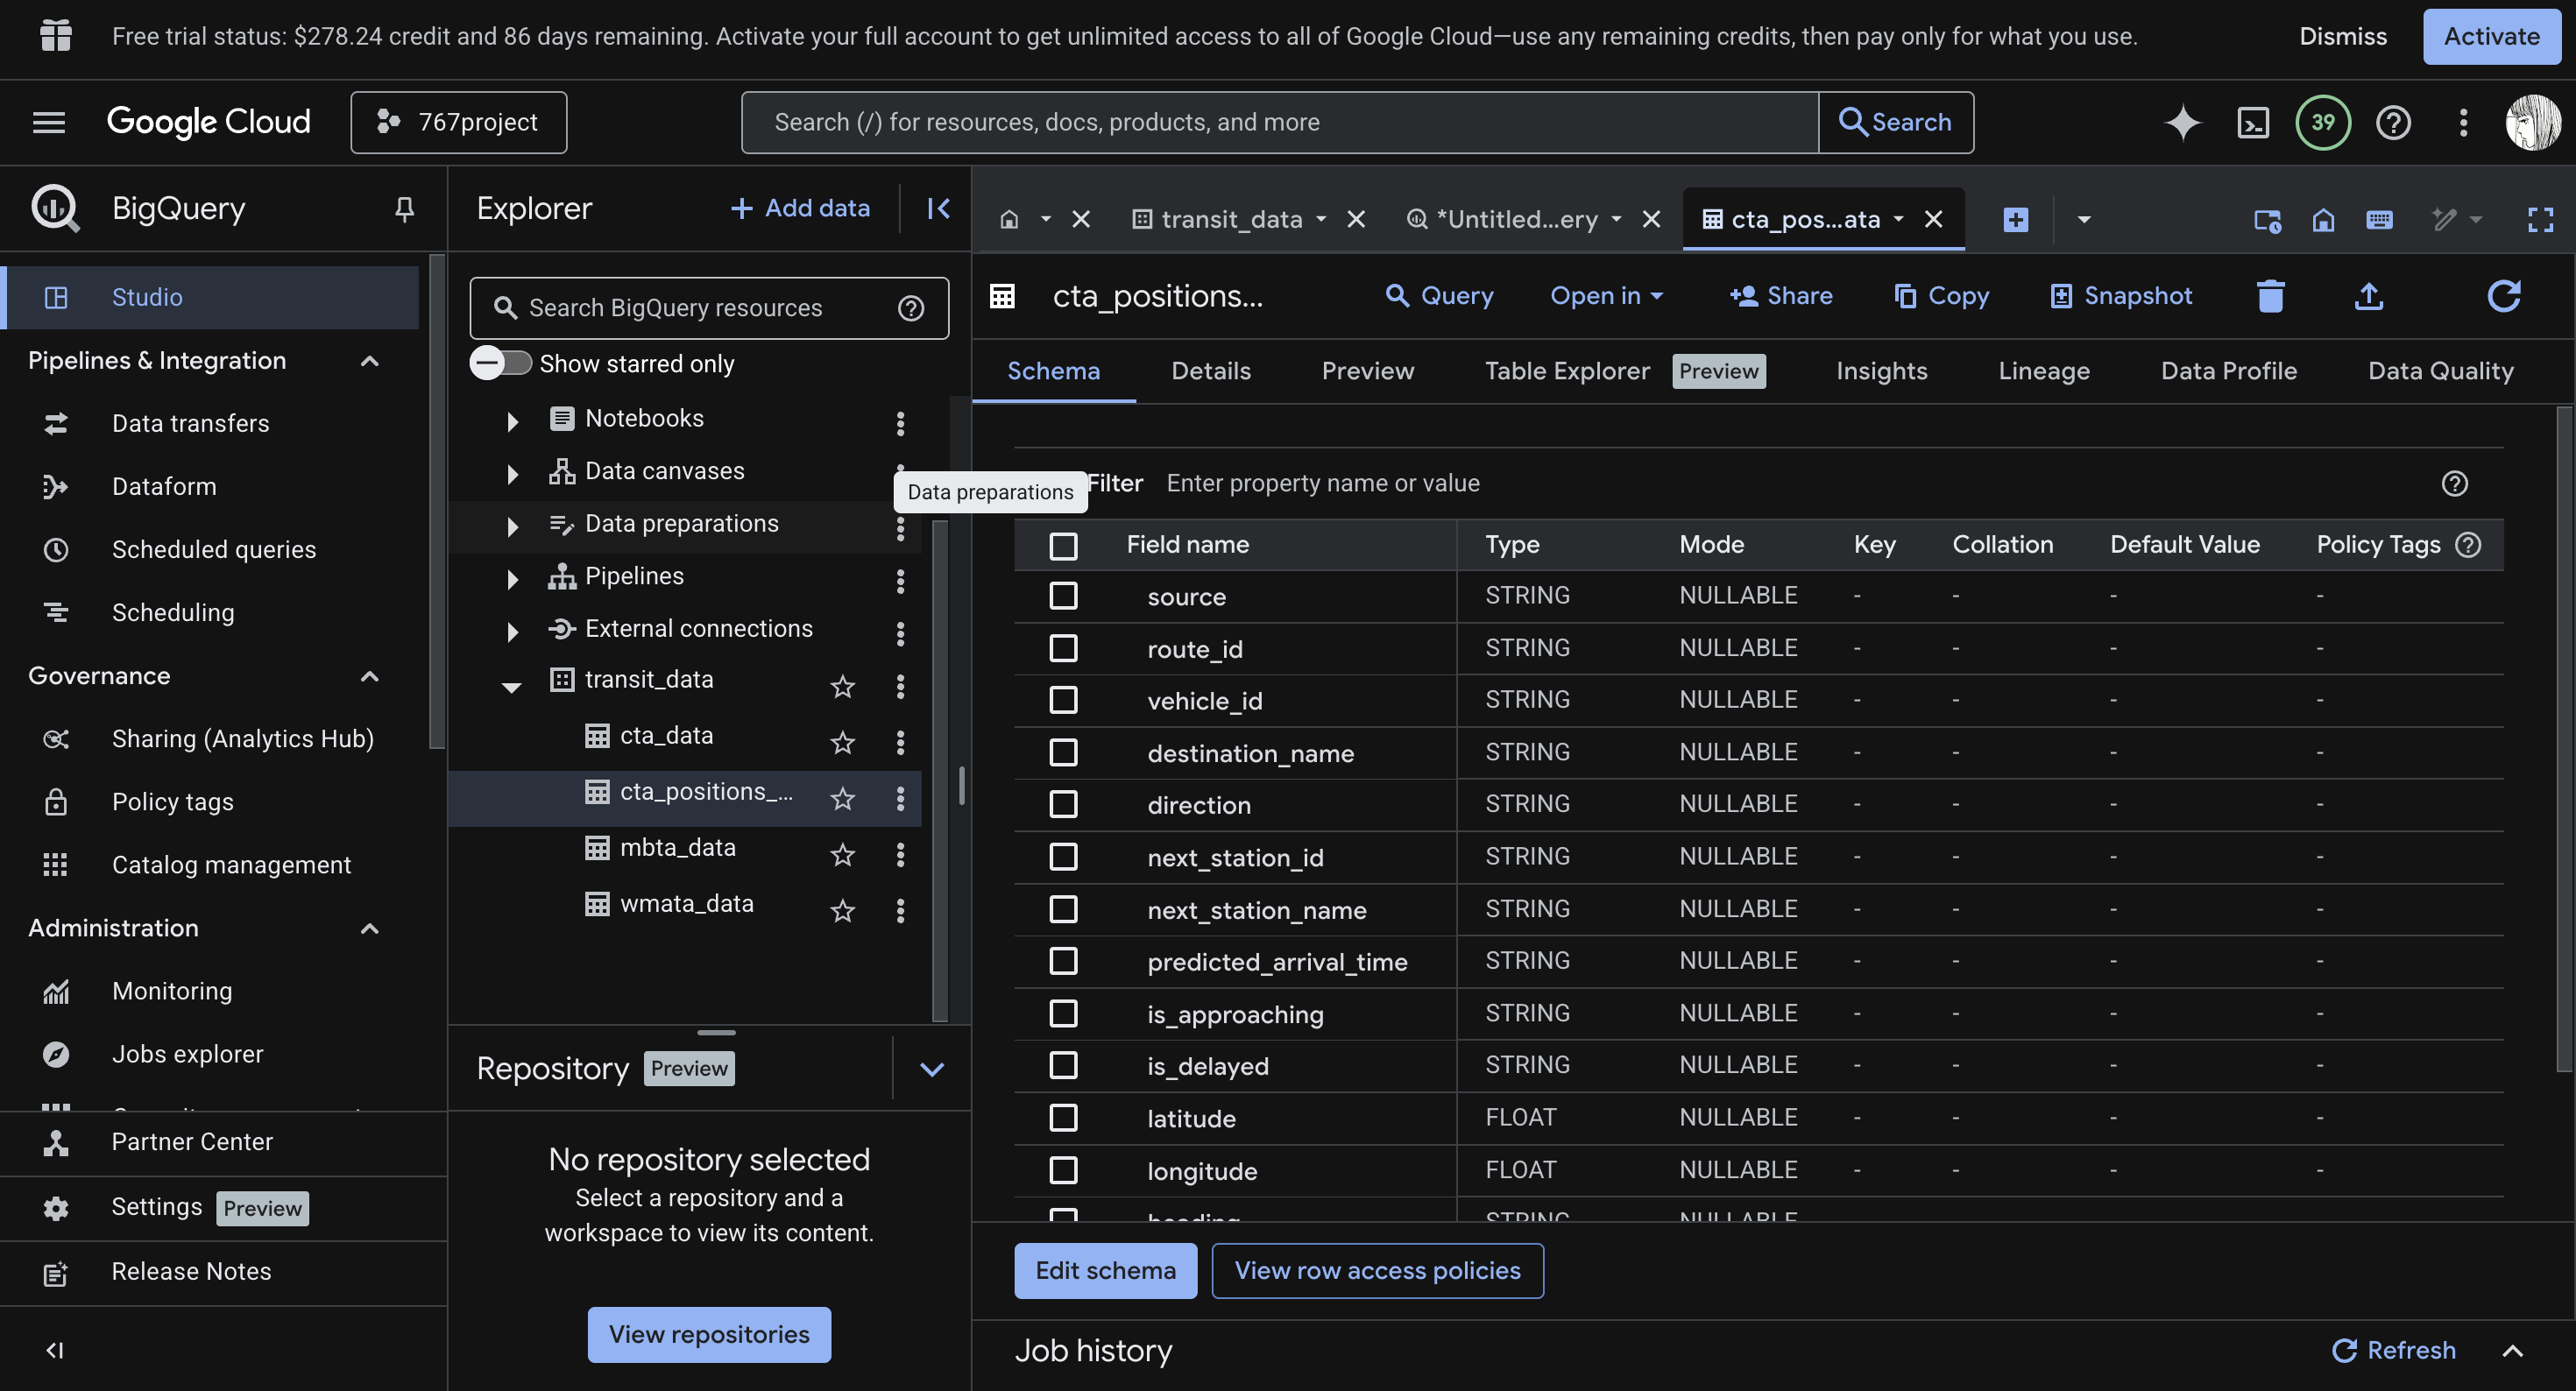 Free trial status: $278.24 credit and 86 days remaining. Activate your full account to get unlimited access to all of Google Cloud—use any remaining credits, then pay only for what you use.
Dismiss
Activate
Google Cloud
767project
Search (/) for resources, docs, products, and more
Search
39
BigQuery
Studio
Pipelines & Integration
Data transfers
Dataform
Scheduled queries
Scheduling
Governance
Sharing (Analytics Hub)
Policy tags
Catalog management
Administration
Monitoring
Jobs explorer
Partner Center
Settings Preview
Release Notes
Explorer
+ Add data
Search BigQuery resources
Show starred only
Notebooks
Data canvases
Data preparations
Data preparations
Pipelines
External connections
transit_data
cta_data
cta_positions_...
mbta_data
wmata_data
Repository Preview
No repository selected
Select a repository and a
workspace to view its content.
View repositories
transit_data
*Untitled...ery
cta_pos...ata
cta_positions...
Query
Open in
Share
Copy
Snapshot
Schema Details Preview Table Explorer Preview Insights Lineage Data Profile Data Quality
Filter Enter property name or value
Field name Type Mode Key Collation Default Value Policy Tags
source STRING NULLABLE - - - -
route_id STRING NULLABLE - - - -
vehicle_id STRING NULLABLE - - - -
destination_name STRING NULLABLE - - - -
direction STRING NULLABLE - - - -
next_station_id STRING NULLABLE - - - -
next_station_name STRING NULLABLE - - - -
predicted_arrival_time STRING NULLABLE - - - -
is_approaching STRING NULLABLE - - - -
is_delayed STRING NULLABLE - - - -
latitude FLOAT NULLABLE - - - -
longitude FLOAT NULLABLE - - - -
heading STRING NULLABLE
Edit schema
View row access policies
Job history
Refresh